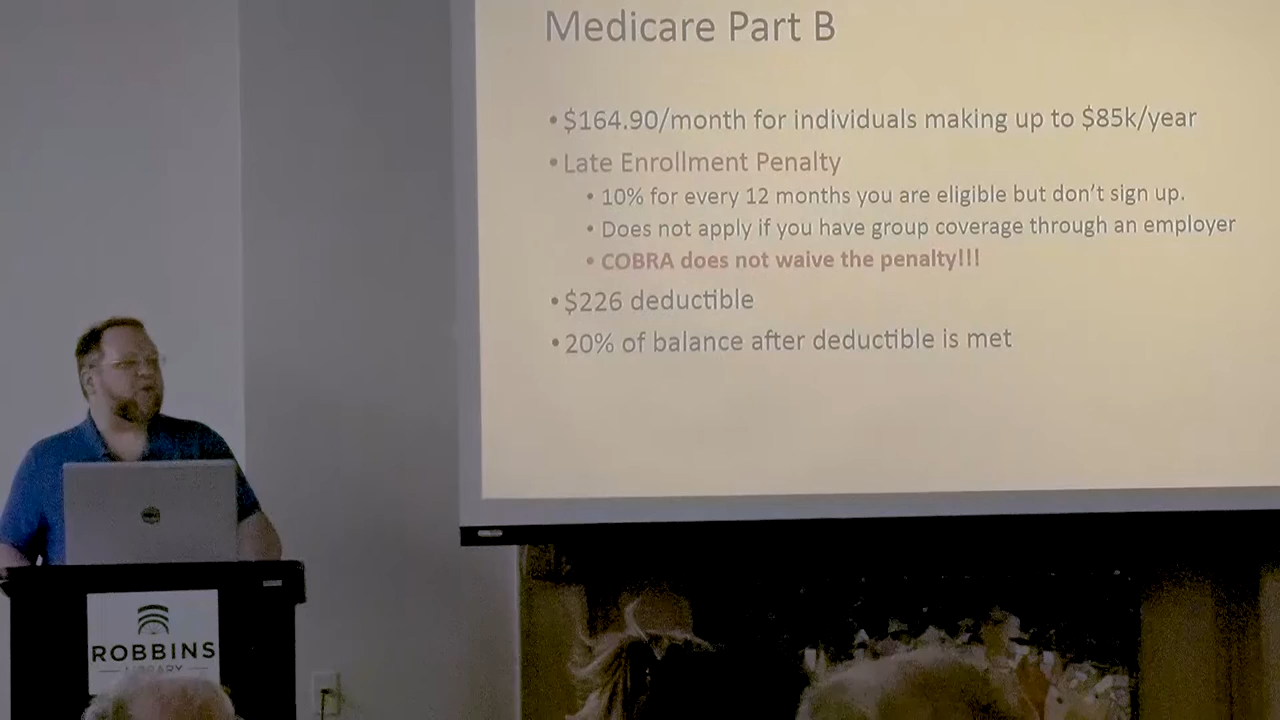 Medicare Part B
• $164.90/month for individuals making up to $85k/year
• Late Enrollment Penalty
• 10% for every 12 months you are eligible but don't sign up.
• Does not apply if you have group coverage through an employer
• COBRA does not waive the penalty!!!
• $226 deductible
• 20% of balance after deductible is met
DELL
ROBBINS
LIBRARY